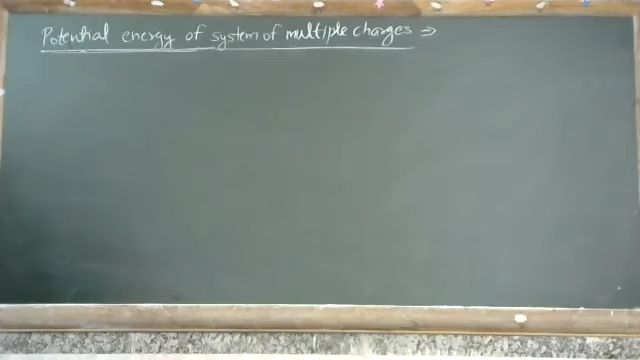 Potential energy of system of multiple charges ⇒